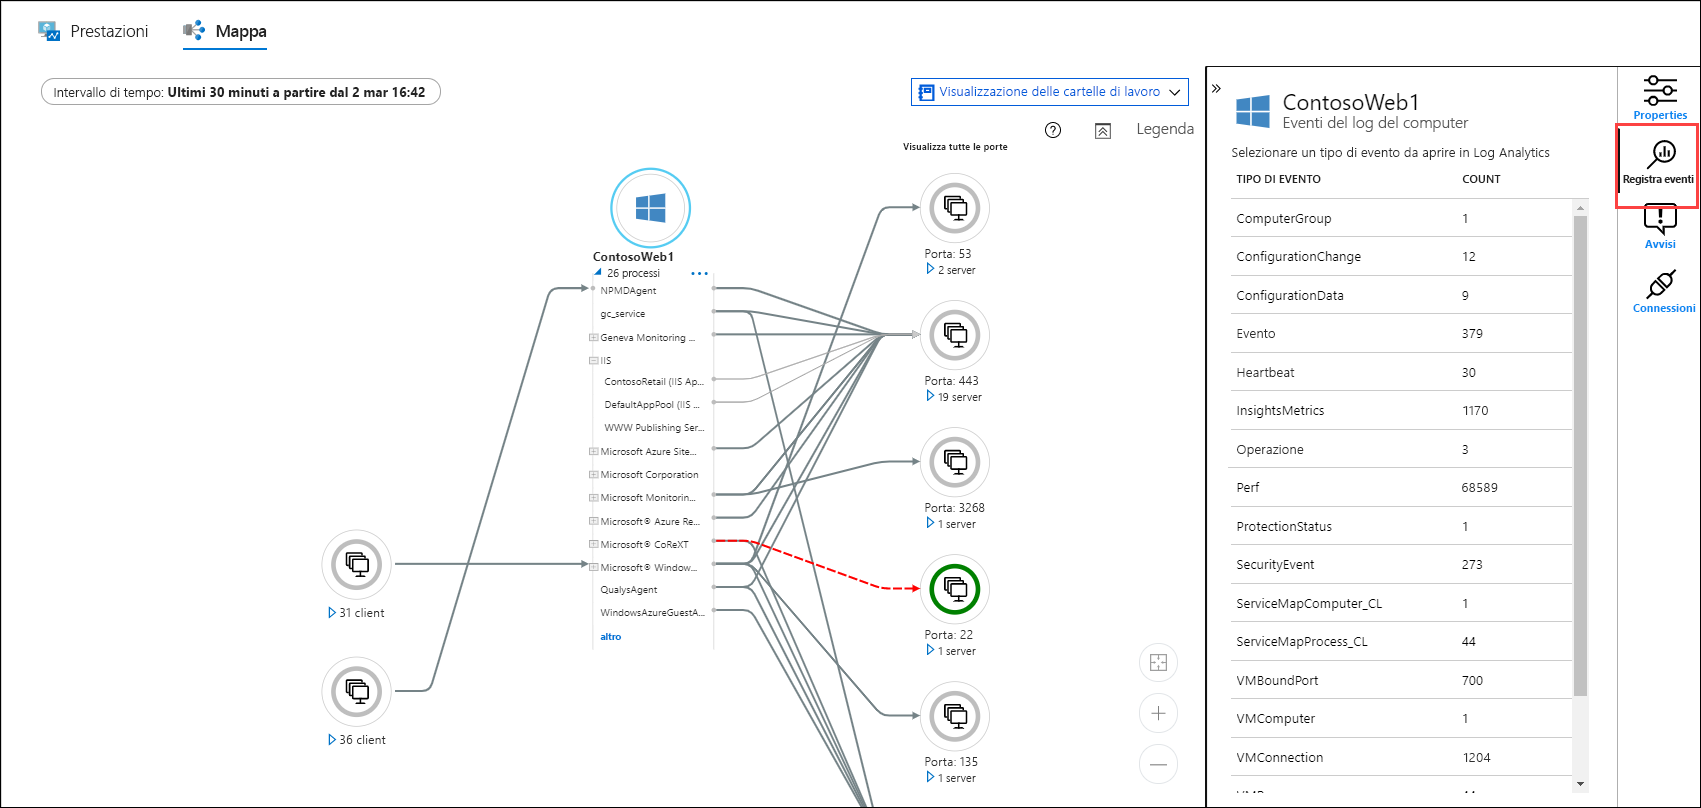 Prestazioni
Mappa
Intervallo di tempo: Ultimi 30 minuti a partire dal 2 mar 16:42
Visualizzazione delle cartelle di lavoro
Legenda
Visualizza tutte le porte
ContosoWeb1
26 processi
NPMDAgent
gc_service
Geneva Monitoring ...
IIS
ContosoRetail (IIS Ap...
DefaultAppPool (IIS ...
WWW Publishing Ser...
Microsoft Azure Site...
Microsoft Corporation
Microsoft Monitorin...
Microsoft® Azure Re...
Microsoft® CoReXT
Microsoft® Window...
QualysAgent
WindowsAzureGuestA...
altro
31 client
36 client
Porta: 53
2 server
Porta: 443
19 server
Porta: 3268
1 server
Porta: 22
1 server
Porta: 135
1 server
ContosoWeb1
Eventi del log del computer
Selezionare un tipo di evento da aprire in Log Analytics
TIPO DI EVENTO COUNT
ComputerGroup 1
ConfigurationChange 12
ConfigurationData 9
Evento 379
Heartbeat 30
InsightsMetrics 1170
Operazione 3
Perf 68589
ProtectionStatus 1
SecurityEvent 273
ServiceMapComputer_CL 1
ServiceMapProcess_CL 44
VMBoundPort 700
VMComputer 1
VMConnection 1204
Properties
Registra eventi
Avvisi
Connessioni